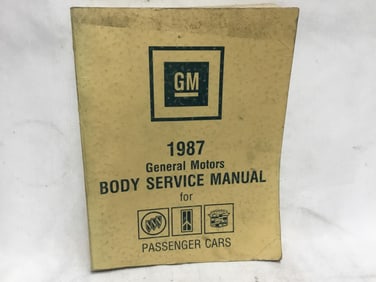 GM
1987
General Motors
BODY SERVICE MANUAL
for
PASSENGER CARS